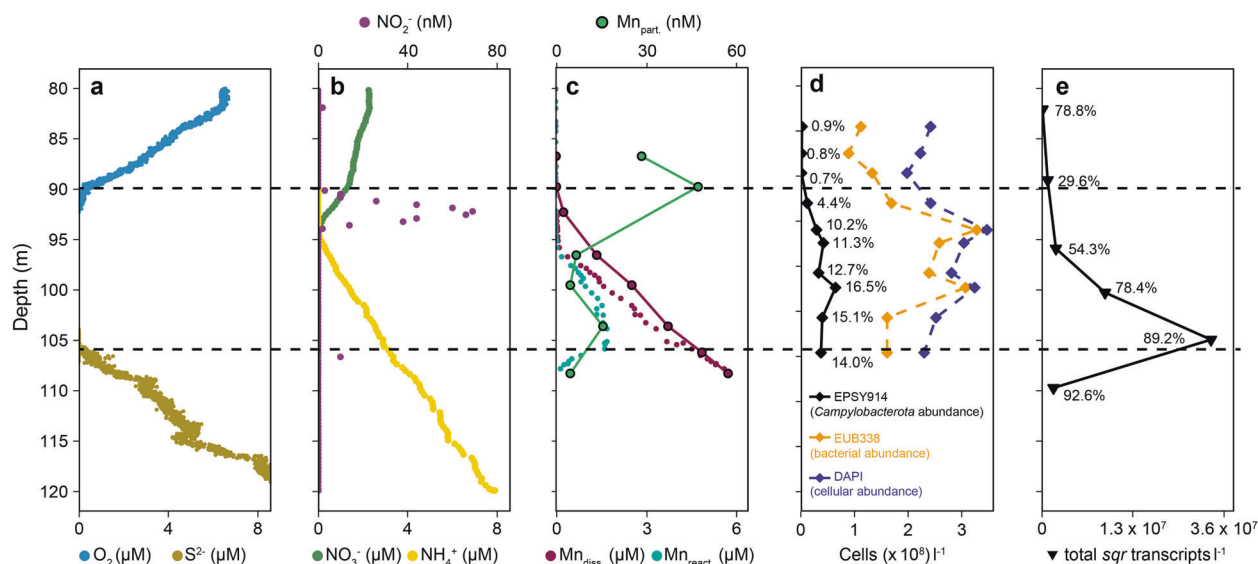 NO₂⁻ (nM)
Mn_part. (nM)
0 40 80
0 30 60
a
b
c
d
e
80
85
90
95
100
105
110
115
120
Depth (m)
0.9%
0.8%
0.7%
4.4%
10.2%
11.3%
12.7%
16.5%
15.1%
14.0%
EPSY914
(Campylobacterota abundance)
EUB338
(bacterial abundance)
DAPI
(cellular abundance)
78.8%
29.6%
54.3%
78.4%
89.2%
92.6%
0 4 8
0 40 80
0 3 6
0 1 2 3
0 1.3 x 10⁷ 3.6 x 10⁷
O₂ (µM) S²⁻ (µM)
NO₃⁻ (µM) NH₄⁺ (µM)
Mn_diss. (µM) Mn_react. (µM)
Cells (x 10⁸) l⁻¹
total sqr transcripts l⁻¹